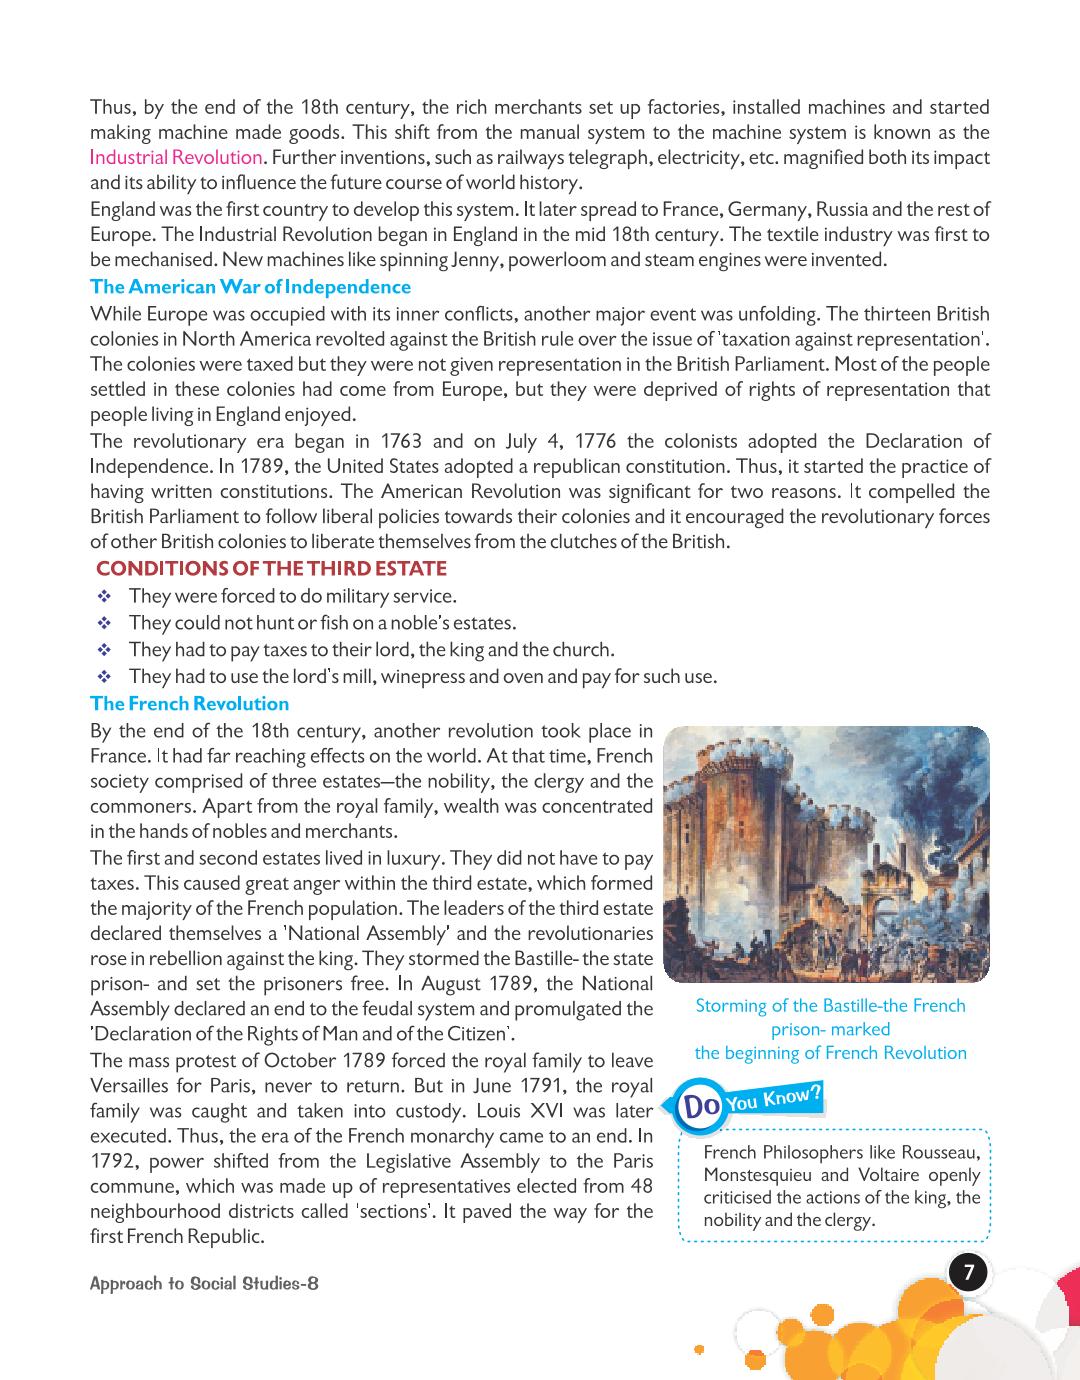 Thus, by the end of the 18th century, the rich merchants set up factories, installed machines and started
making machine made goods. This shift from the manual system to the machine system is known as the
Industrial Revolution. Further inventions, such as railways telegraph, electricity, etc. magnified both its impact
and its ability to influence the future course of world history.
England was the first country to develop this system. It later spread to France, Germany, Russia and the rest of
Europe. The Industrial Revolution began in England in the mid 18th century. The textile industry was first to
be mechanised. New machines like spinning Jenny, powerloom and steam engines were invented.
The American War of Independence
While Europe was occupied with its inner conflicts, another major event was unfolding. The thirteen British
colonies in North America revolted against the British rule over the issue of 'taxation against representation'.
The colonies were taxed but they were not given representation in the British Parliament. Most of the people
settled in these colonies had come from Europe, but they were deprived of rights of representation that
people living in England enjoyed.
The revolutionary era began in 1763 and on July 4, 1776 the colonists adopted the Declaration of
Independence. In 1789, the United States adopted a republican constitution. Thus, it started the practice of
having written constitutions. The American Revolution was significant for two reasons. It compelled the
British Parliament to follow liberal policies towards their colonies and it encouraged the revolutionary forces
of other British colonies to liberate themselves from the clutches of the British.
CONDITIONS OF THE THIRD ESTATE
❖ They were forced to do military service.
❖ They could not hunt or fish on a noble's estates.
❖ They had to pay taxes to their lord, the king and the church.
❖ They had to use the lord's mill, winepress and oven and pay for such use.
The French Revolution
By the end of the 18th century, another revolution took place in
France. It had far reaching effects on the world. At that time, French
society comprised of three estates—the nobility, the clergy and the
commoners. Apart from the royal family, wealth was concentrated
in the hands of nobles and merchants.
The first and second estates lived in luxury. They did not have to pay
taxes. This caused great anger within the third estate, which formed
the majority of the French population. The leaders of the third estate
declared themselves a 'National Assembly' and the revolutionaries
rose in rebellion against the king. They stormed the Bastille- the state
prison- and set the prisoners free. In August 1789, the National
Assembly declared an end to the feudal system and promulgated the
'Declaration of the Rights of Man and of the Citizen'.
The mass protest of October 1789 forced the royal family to leave
Versailles for Paris, never to return. But in June 1791, the royal
family was caught and taken into custody. Louis XVI was later
executed. Thus, the era of the French monarchy came to an end. In
1792, power shifted from the Legislative Assembly to the Paris
commune, which was made up of representatives elected from 48
neighbourhood districts called 'sections'. It paved the way for the
first French Republic.
Storming of the Bastille-the French
prison- marked
the beginning of French Revolution
Do You Know?
French Philosophers like Rousseau,
Monstesquieu and Voltaire openly
criticised the actions of the king, the
nobility and the clergy.
Approach to Social Studies-8
7